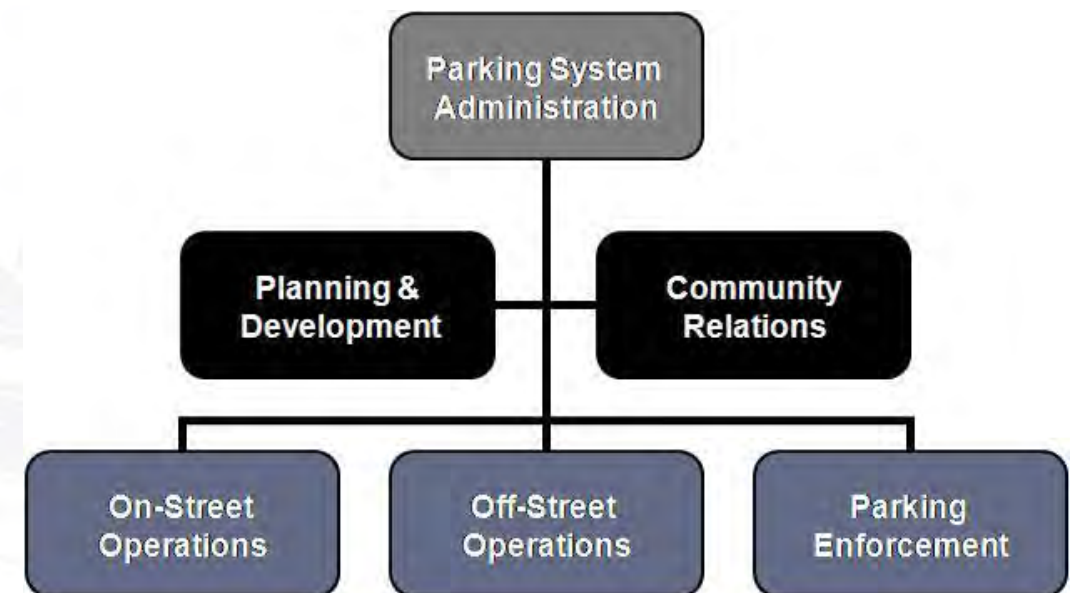 Parking System
Administration
Planning &
Development
Community
Relations
On-Street
Operations
Off-Street
Operations
Parking
Enforcement